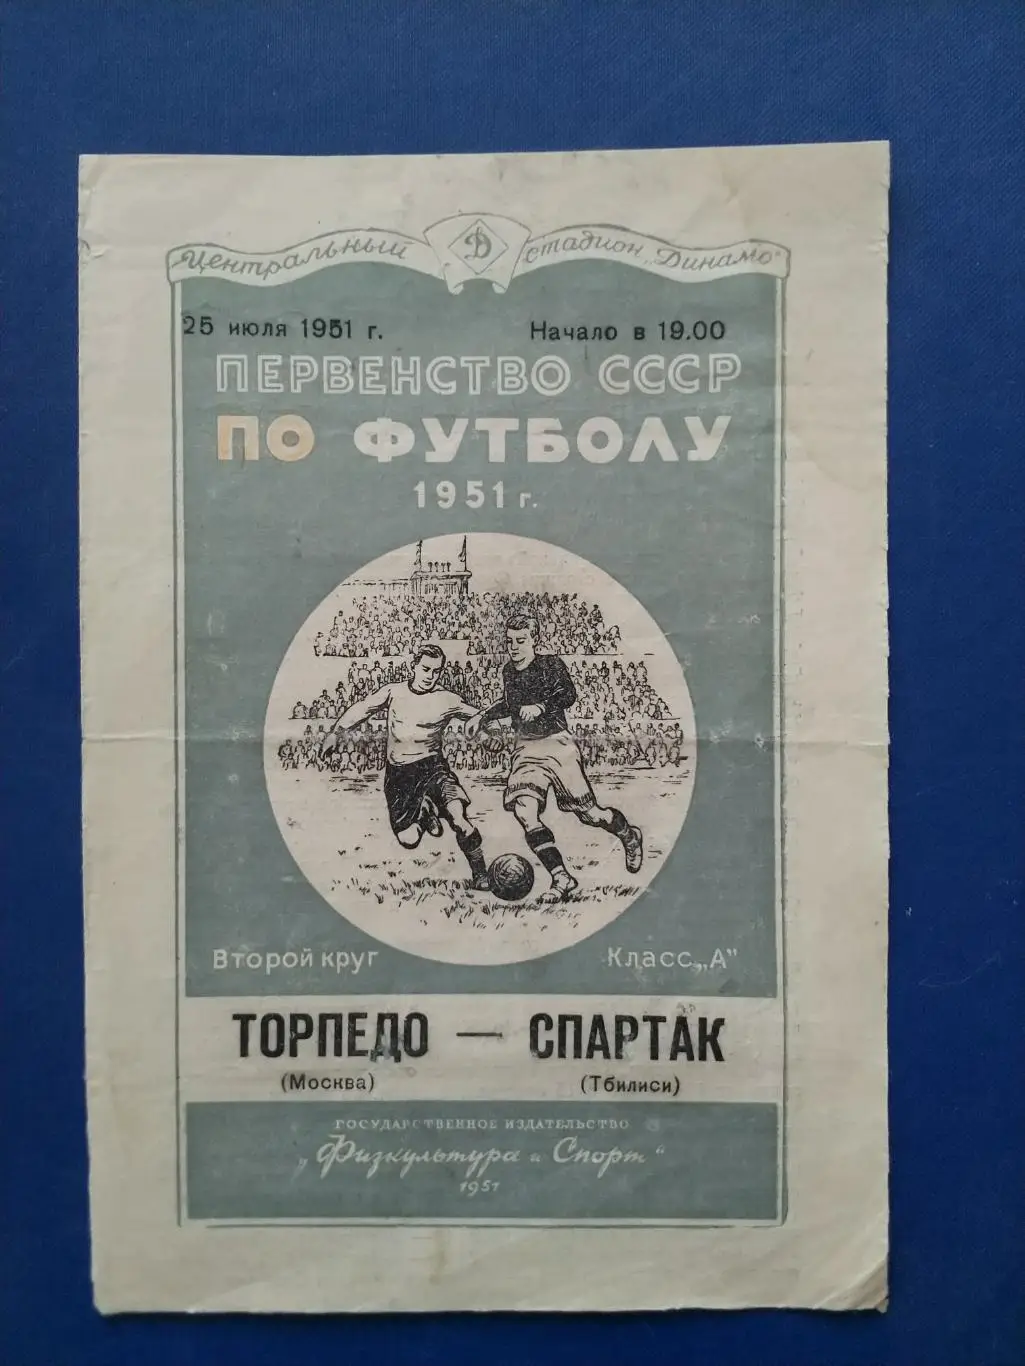 Центральный Д стадион „Динамо"
25 июля 1951 г. Начало в 19.00
ПЕРВЕНСТВО СССР
ПО ФУТБОЛУ
1951 г.
Второй круг Класс „А"
ТОРПЕДО — СПАРТАК
(Москва) (Тбилиси)
ГОСУДАРСТВЕННОЕ ИЗДАТЕЛЬСТВО
„Физкультура и Спорт"
1951